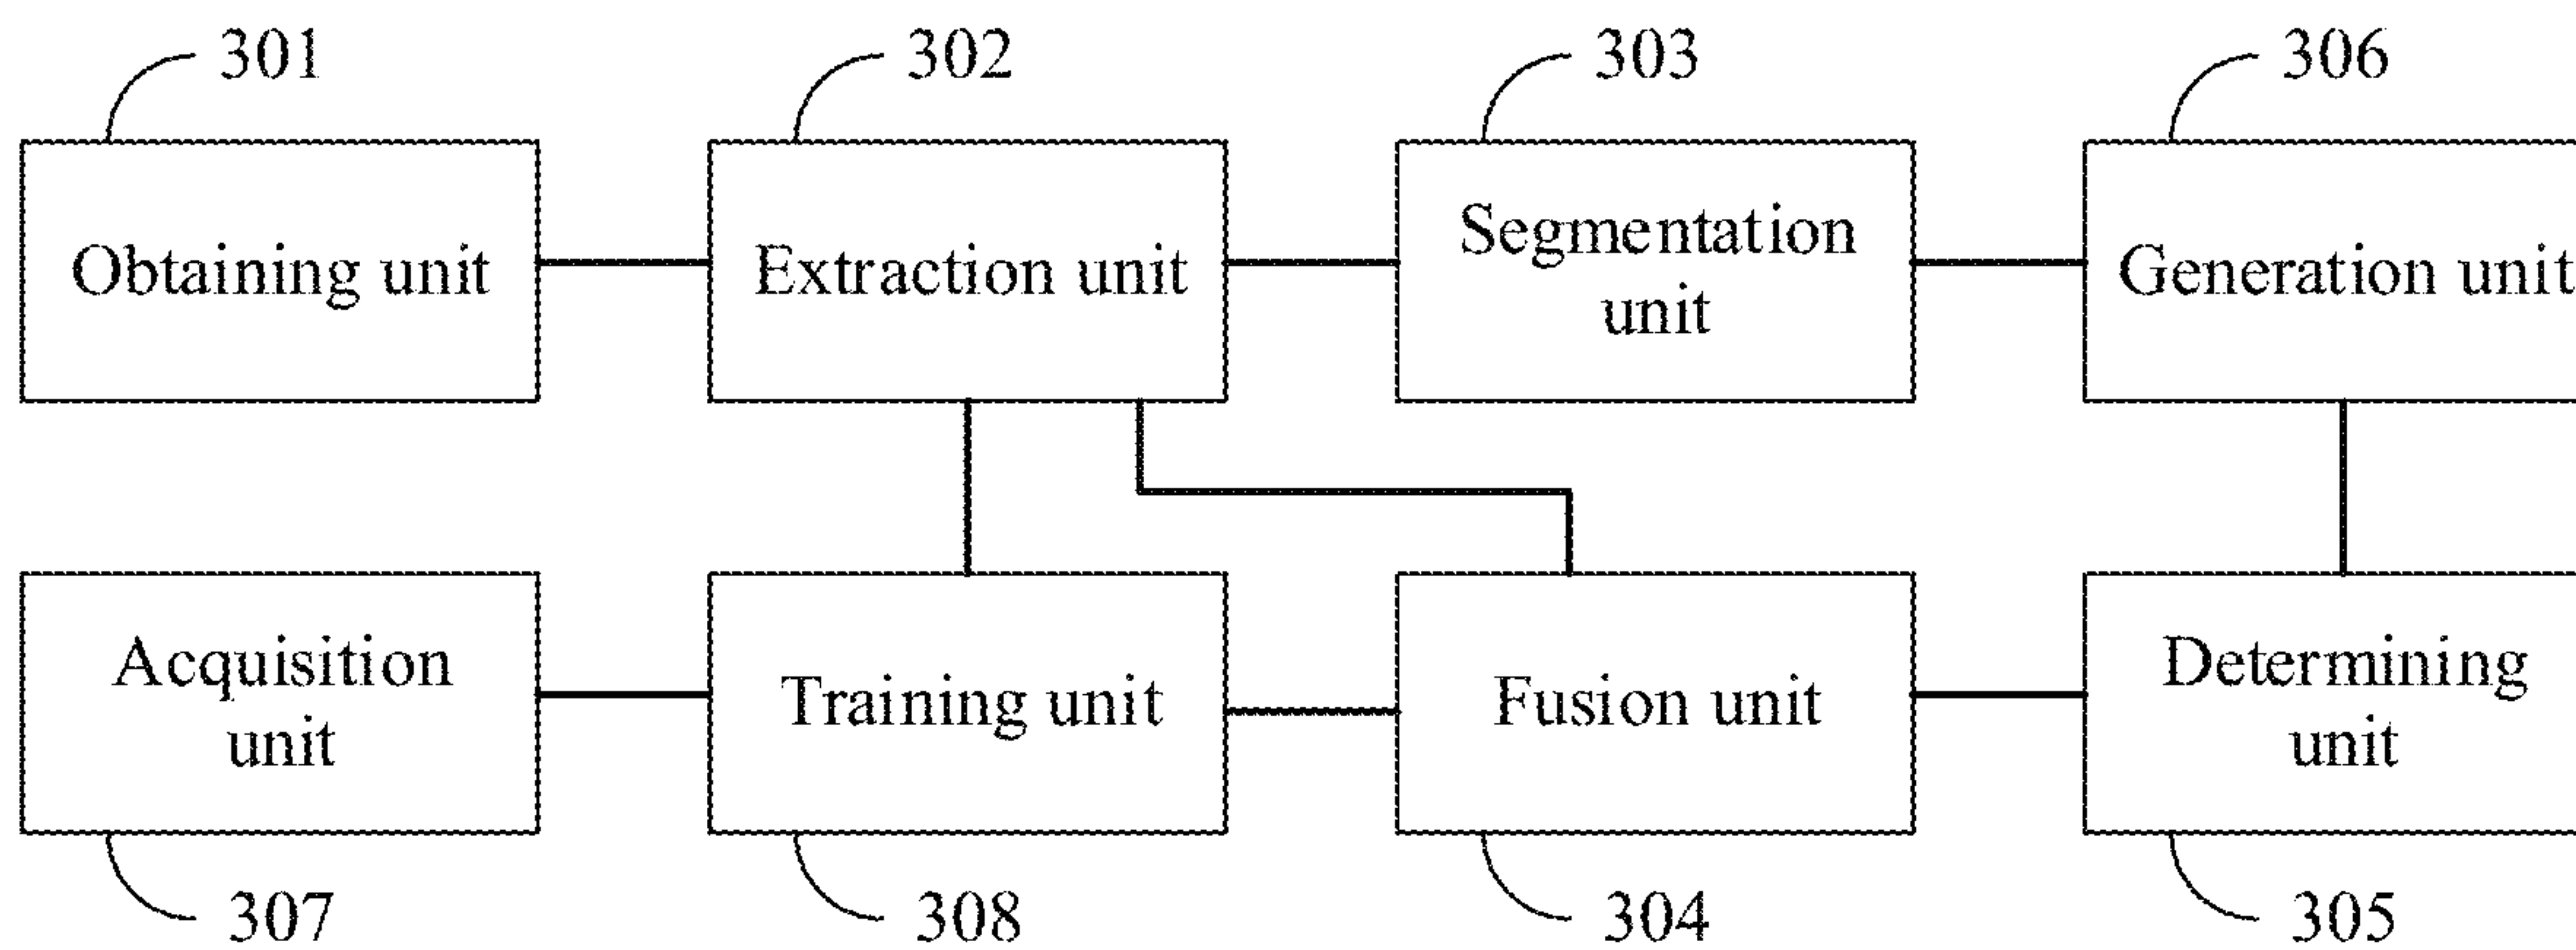 301
302
303
306
Obtaining unit
Extraction unit
Segmentation
unit
Generation unit
Acquisition
unit
Training unit
Fusion unit
Determining
unit
307
308
304
305